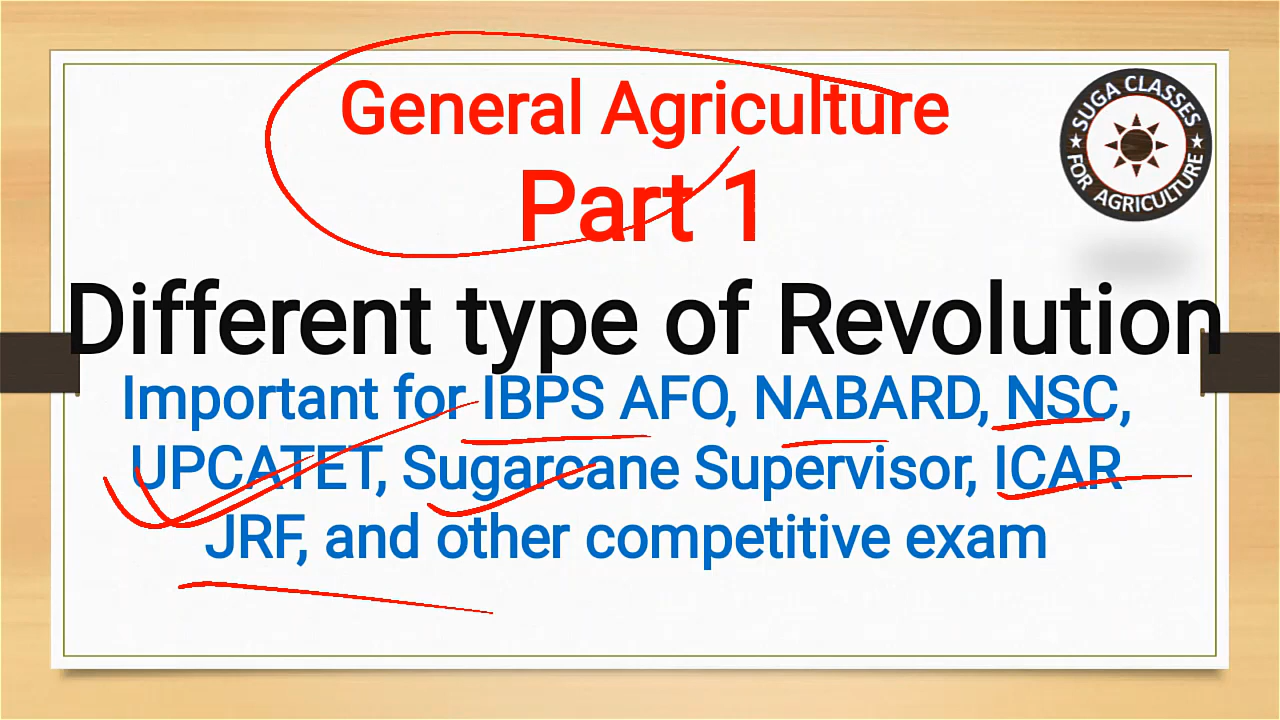 General Agriculture
Part 1
SUGA CLASSES
FOR AGRICULTURE
Different type of Revolution
Important for IBPS AFO, NABARD, NSC,
UPCATET, Sugarcane Supervisor, ICAR
JRF, and other competitive exam